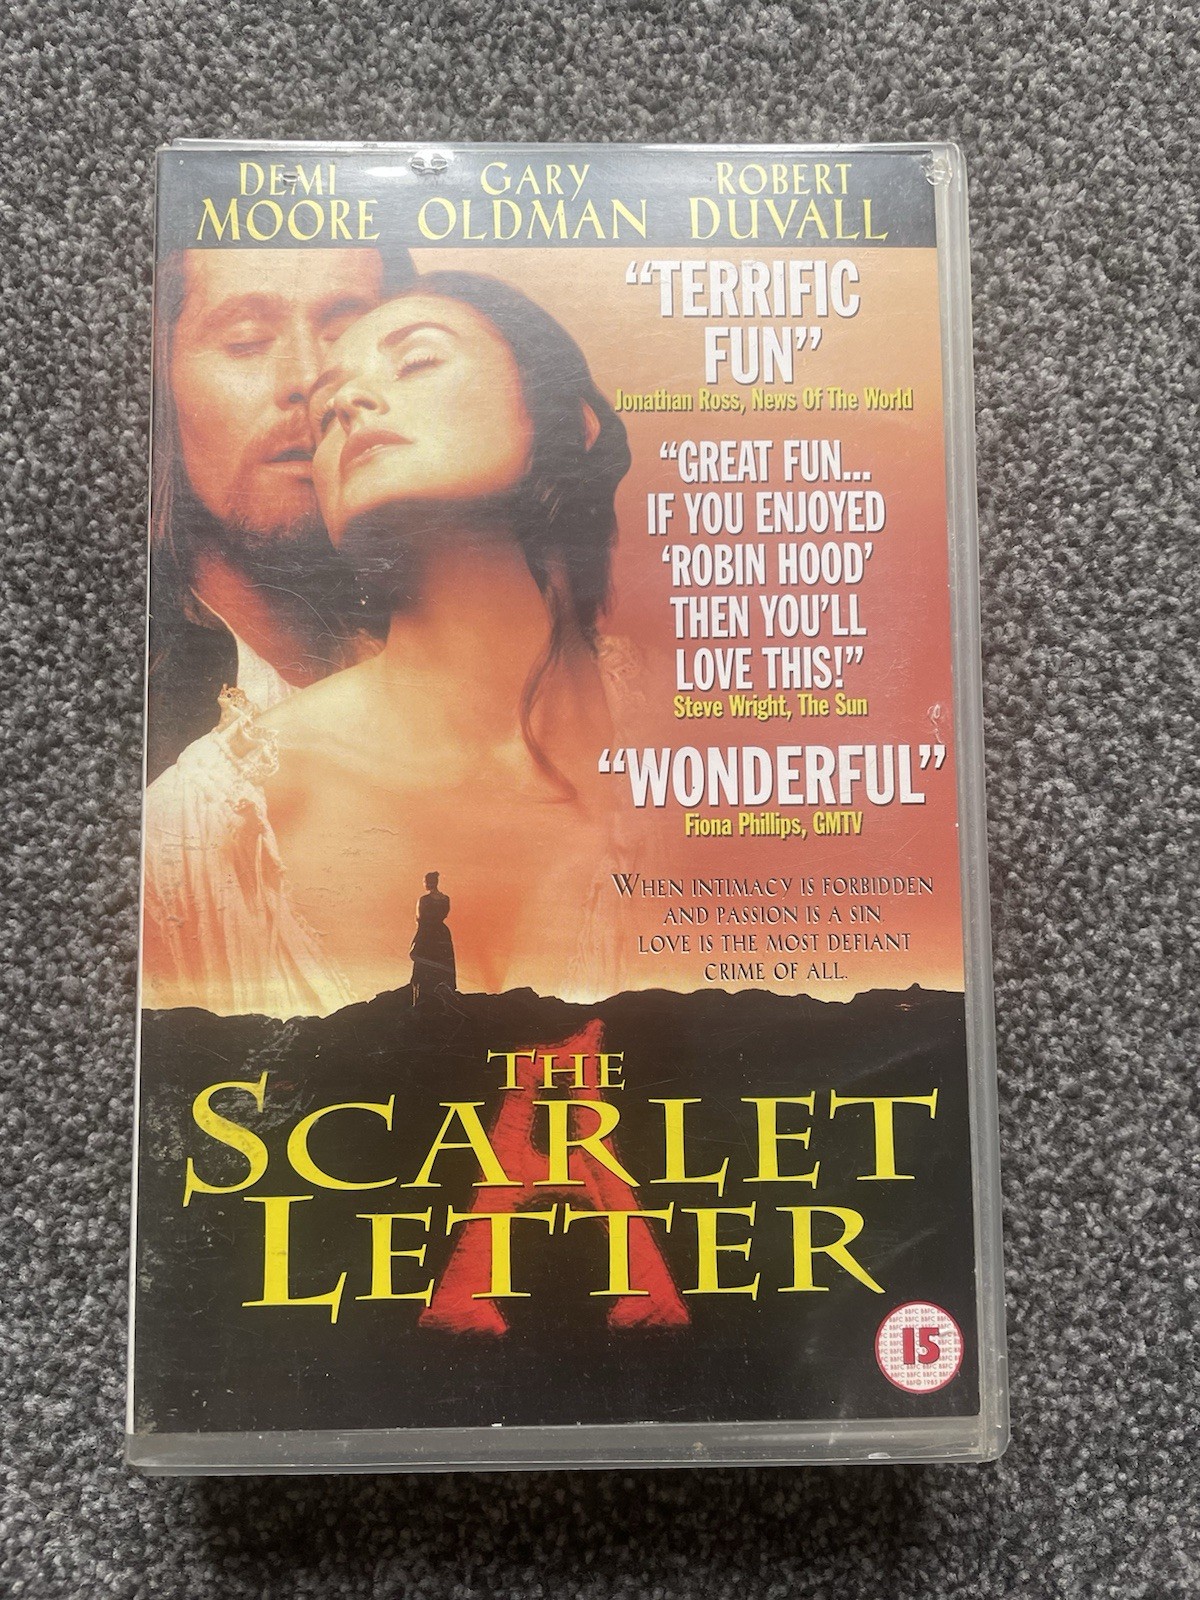 DEMI MOORE
GARY OLDMAN
ROBERT DUVALL
“TERRIFIC
FUN”
Jonathan Ross, News Of The World
“GREAT FUN...
IF YOU ENJOYED
‘ROBIN HOOD’
THEN YOU’LL
LOVE THIS!”
Steve Wright, The Sun
“WONDERFUL”
Fiona Phillips, GMTV
WHEN INTIMACY IS FORBIDDEN
AND PASSION IS A SIN
LOVE IS THE MOST DEFIANT
CRIME OF ALL.
THE
SCARLET
LETTER
A
15